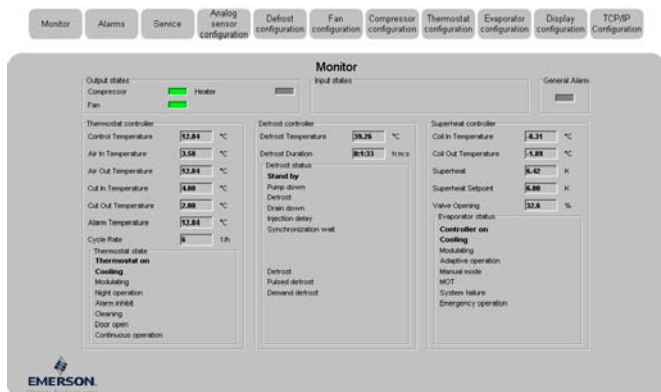 Monitor
Alarms
Service
Analog sensor configuration
Defrost configuration
Fan configuration
Compressor configuration
Thermostat configuration
Evaporator configuration
Display configuration
TCP/IP Configuration
Monitor
Output states
Compressor
Heater
Fan
Input states
General Alarm
Thermostat controller
Control Temperature 12.84 °C
Air In Temperature 3.58 °C
Air Out Temperature 12.84 °C
Cut In Temperature 4.00 °C
Cut Out Temperature 2.00 °C
Alarm Temperature 12.84 °C
Cycle Rate 6 1/h
Thermostat state
Thermostat on
Cooling
Modulating
Night operation
Alarm inhibit
Cleaning
Door open
Continuous operation
Defrost controller
Defrost Temperature 39.26 °C
Defrost Duration 0:1:33 h:m:s
Defrost status
Stand by
Pump down
Defrost
Drain down
Injection delay
Synchronization wait
Defrost
Pulsed defrost
Demand defrost
Superheat controller
Coil In Temperature -8.31 °C
Coil Out Temperature -1.89 °C
Superheat 6.42 K
Superheat Setpoint 6.00 K
Valve Opening 32.6 %
Evaporator status
Controller on
Cooling
Modulating
Adaptive operation
Manual mode
MOT
System failure
Emergency operation
EMERSON